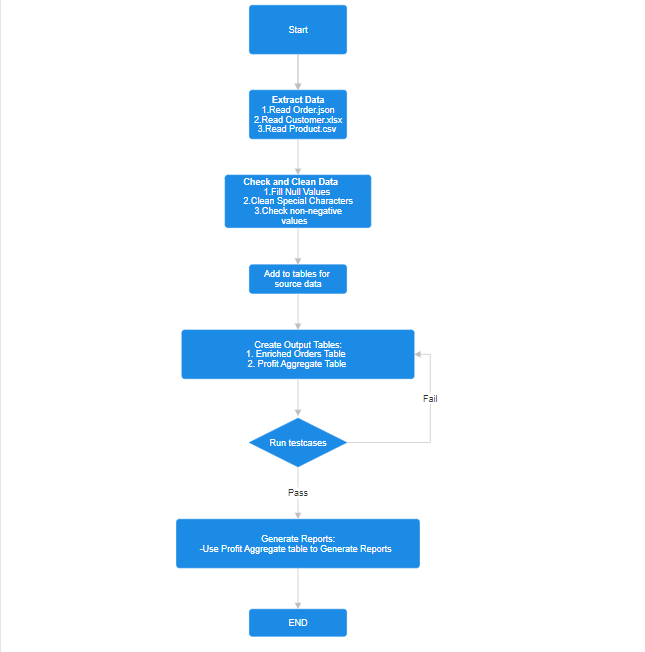 Start
Extract Data
1.Read Order.json
2.Read Customer.xlsx
3.Read Product.csv
Check and Clean Data
1.Fill Null Values
2.Clean Special Characters
3.Check non-negative
values
Add to tables for
source data
Create Output Tables:
1. Enriched Orders Table
2. Profit Aggregate Table
Fail
Run testcases
Pass
Generate Reports:
-Use Profit Aggregate table to Generate Reports
END